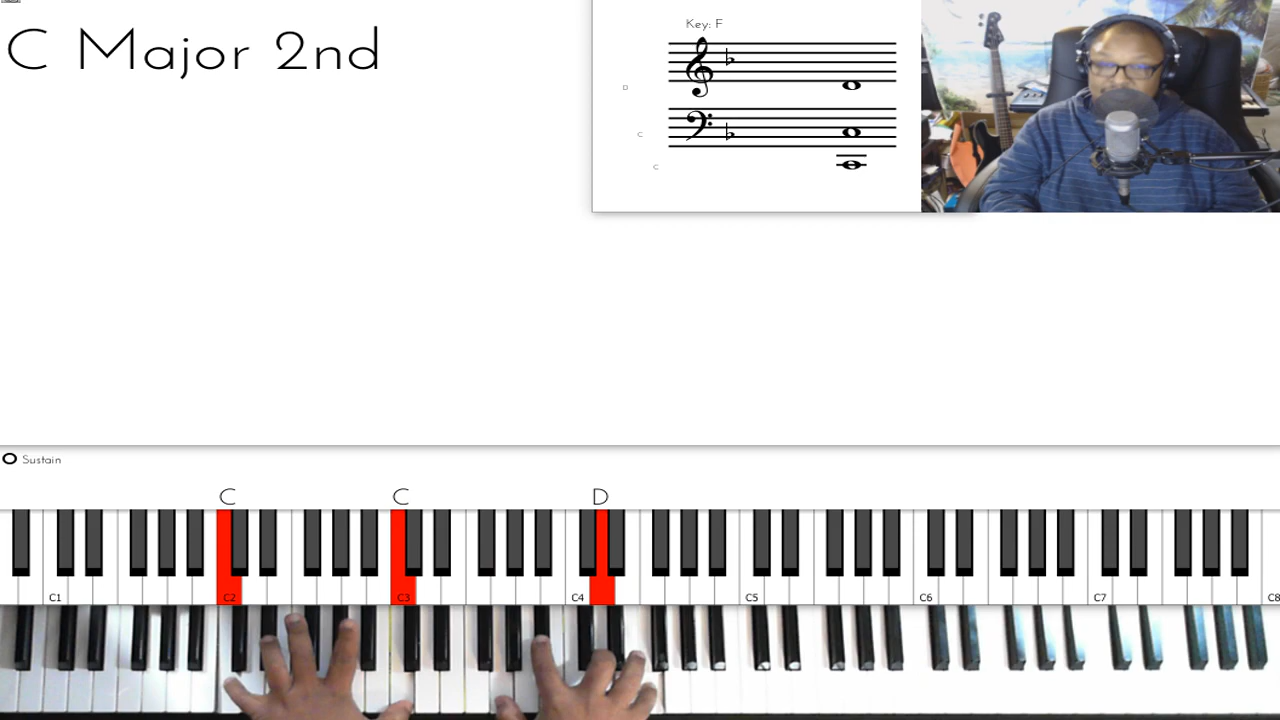 C Major 2nd
Key: F
D
C
C
Sustain
C C D
C1 C2 C3 C4 C5 C6 C7 C8